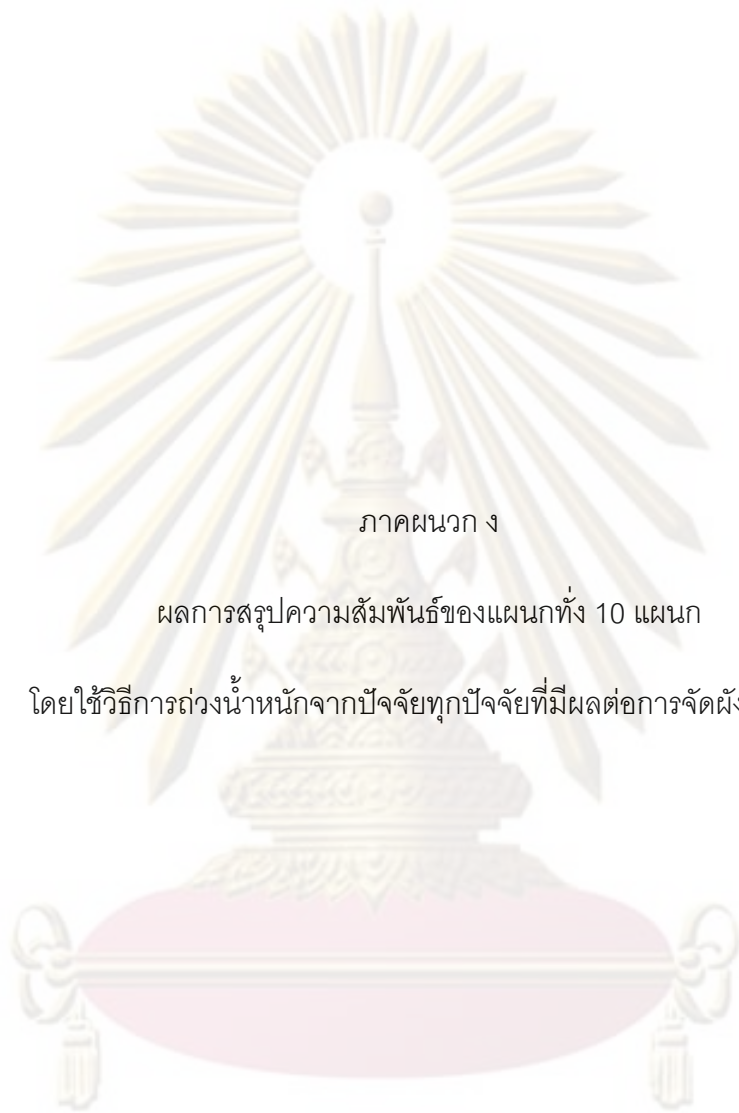 ภาคผนวก ง
ผลการสรุปความสัมพันธ์ของแผนกทั้ง 10 แผนก
โดยใช้วิธีการถ่วงน้ำหนักจากปัจจัยทุกปัจจัยที่มีผลต่อการจัดผัง